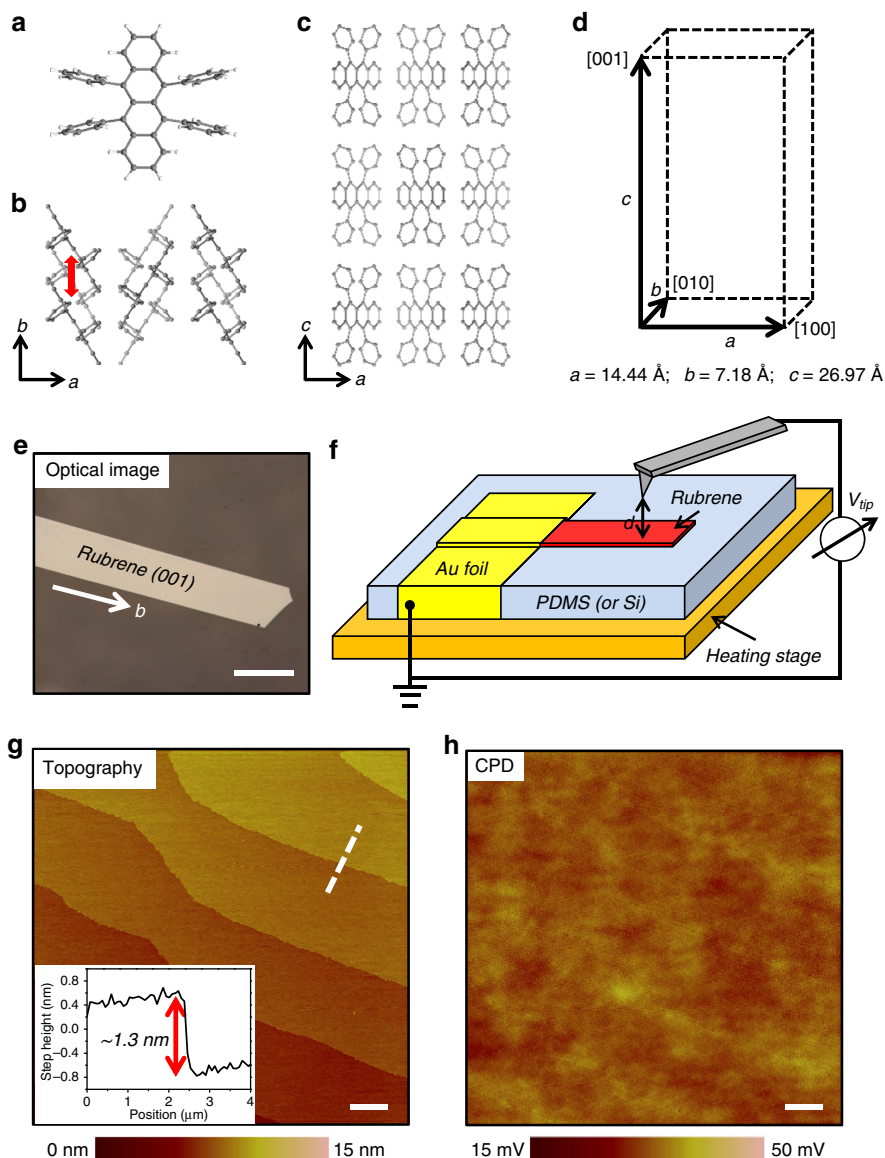 a
b
b
a
c
c
a
d
[001]
c
b
[010]
a
[100]
a = 14.44 Å; b = 7.18 Å; c = 26.97 Å
e
Optical image
Rubrene (001)
b
f
Rubrene
d
V_tip
Au foil
PDMS (or Si)
Heating stage
g
Topography
Step height (nm)
0.8
0.4
0.0
–0.4
–0.8
~1.3 nm
0 1 2 3 4
Position (μm)
0 nm 15 nm
h
CPD
15 mV 50 mV